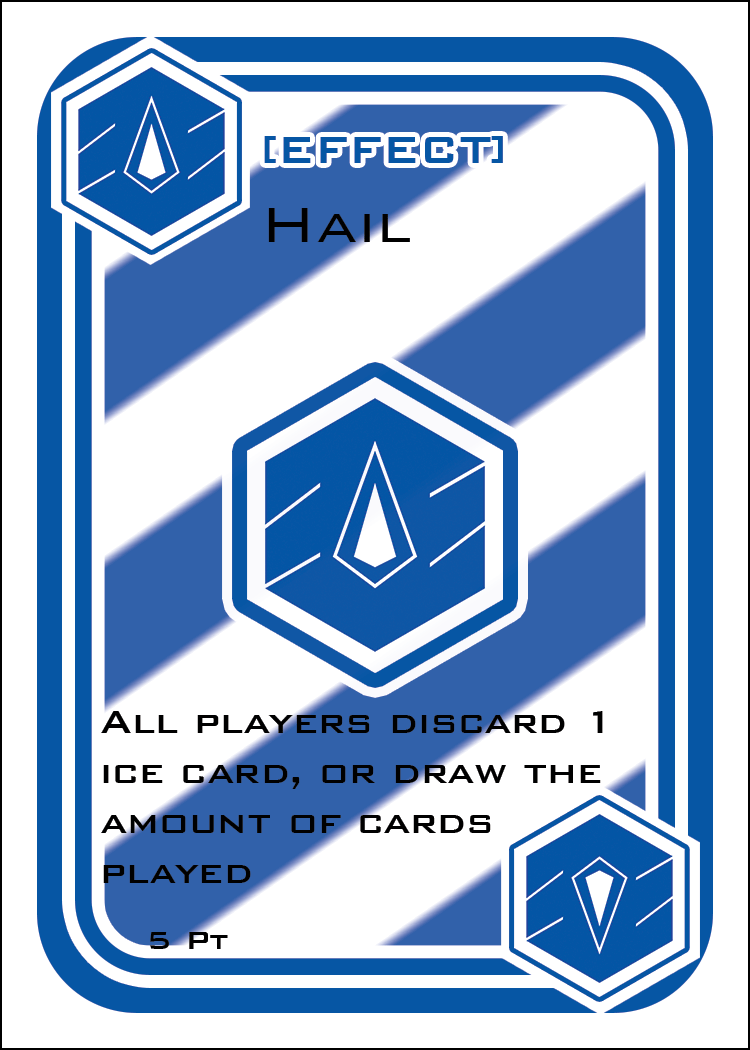 [EFFECT]
Hail
All players discard 1
ice card, or draw the
amount of cards
played
5 Pt